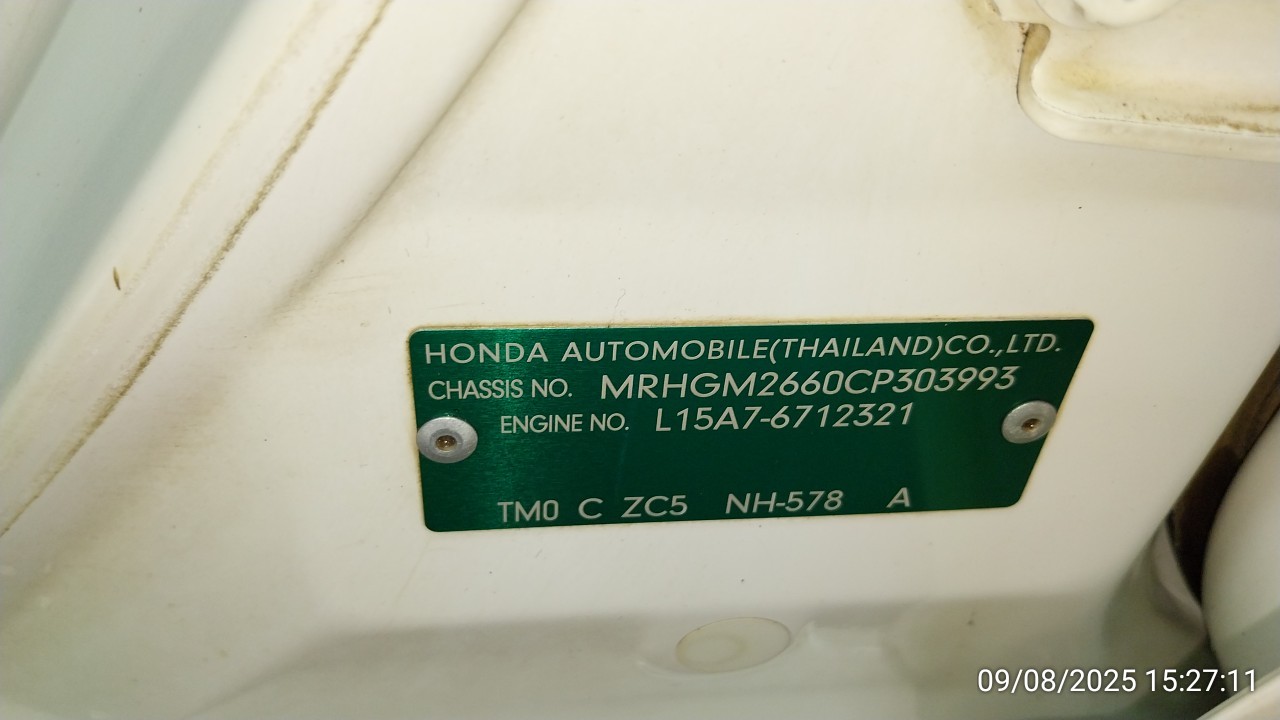 HONDA AUTOMOBILE(THAILAND)CO.,LTD.
CHASSIS NO. MRHGM2660CP303993
ENGINE NO. L15A7-6712321
TM0 C ZC5 NH-578 A
09/08/2025 15:27:11